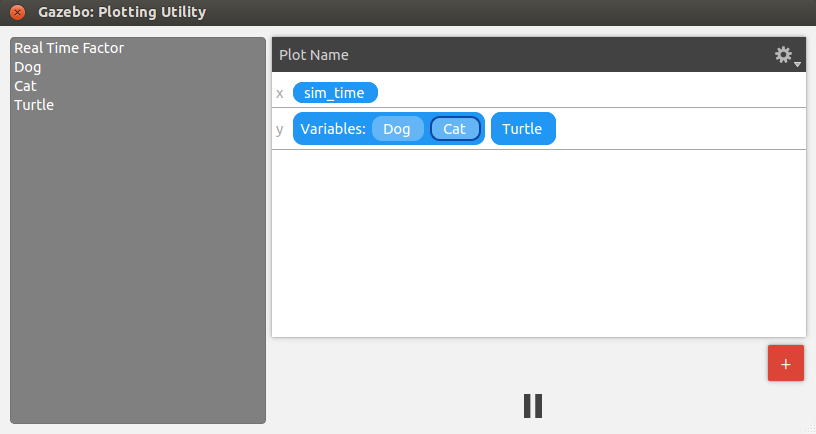 Gazebo: Plotting Utility
Real Time Factor
Dog
Cat
Turtle
Plot Name
x sim_time
y Variables: Dog Cat Turtle
+